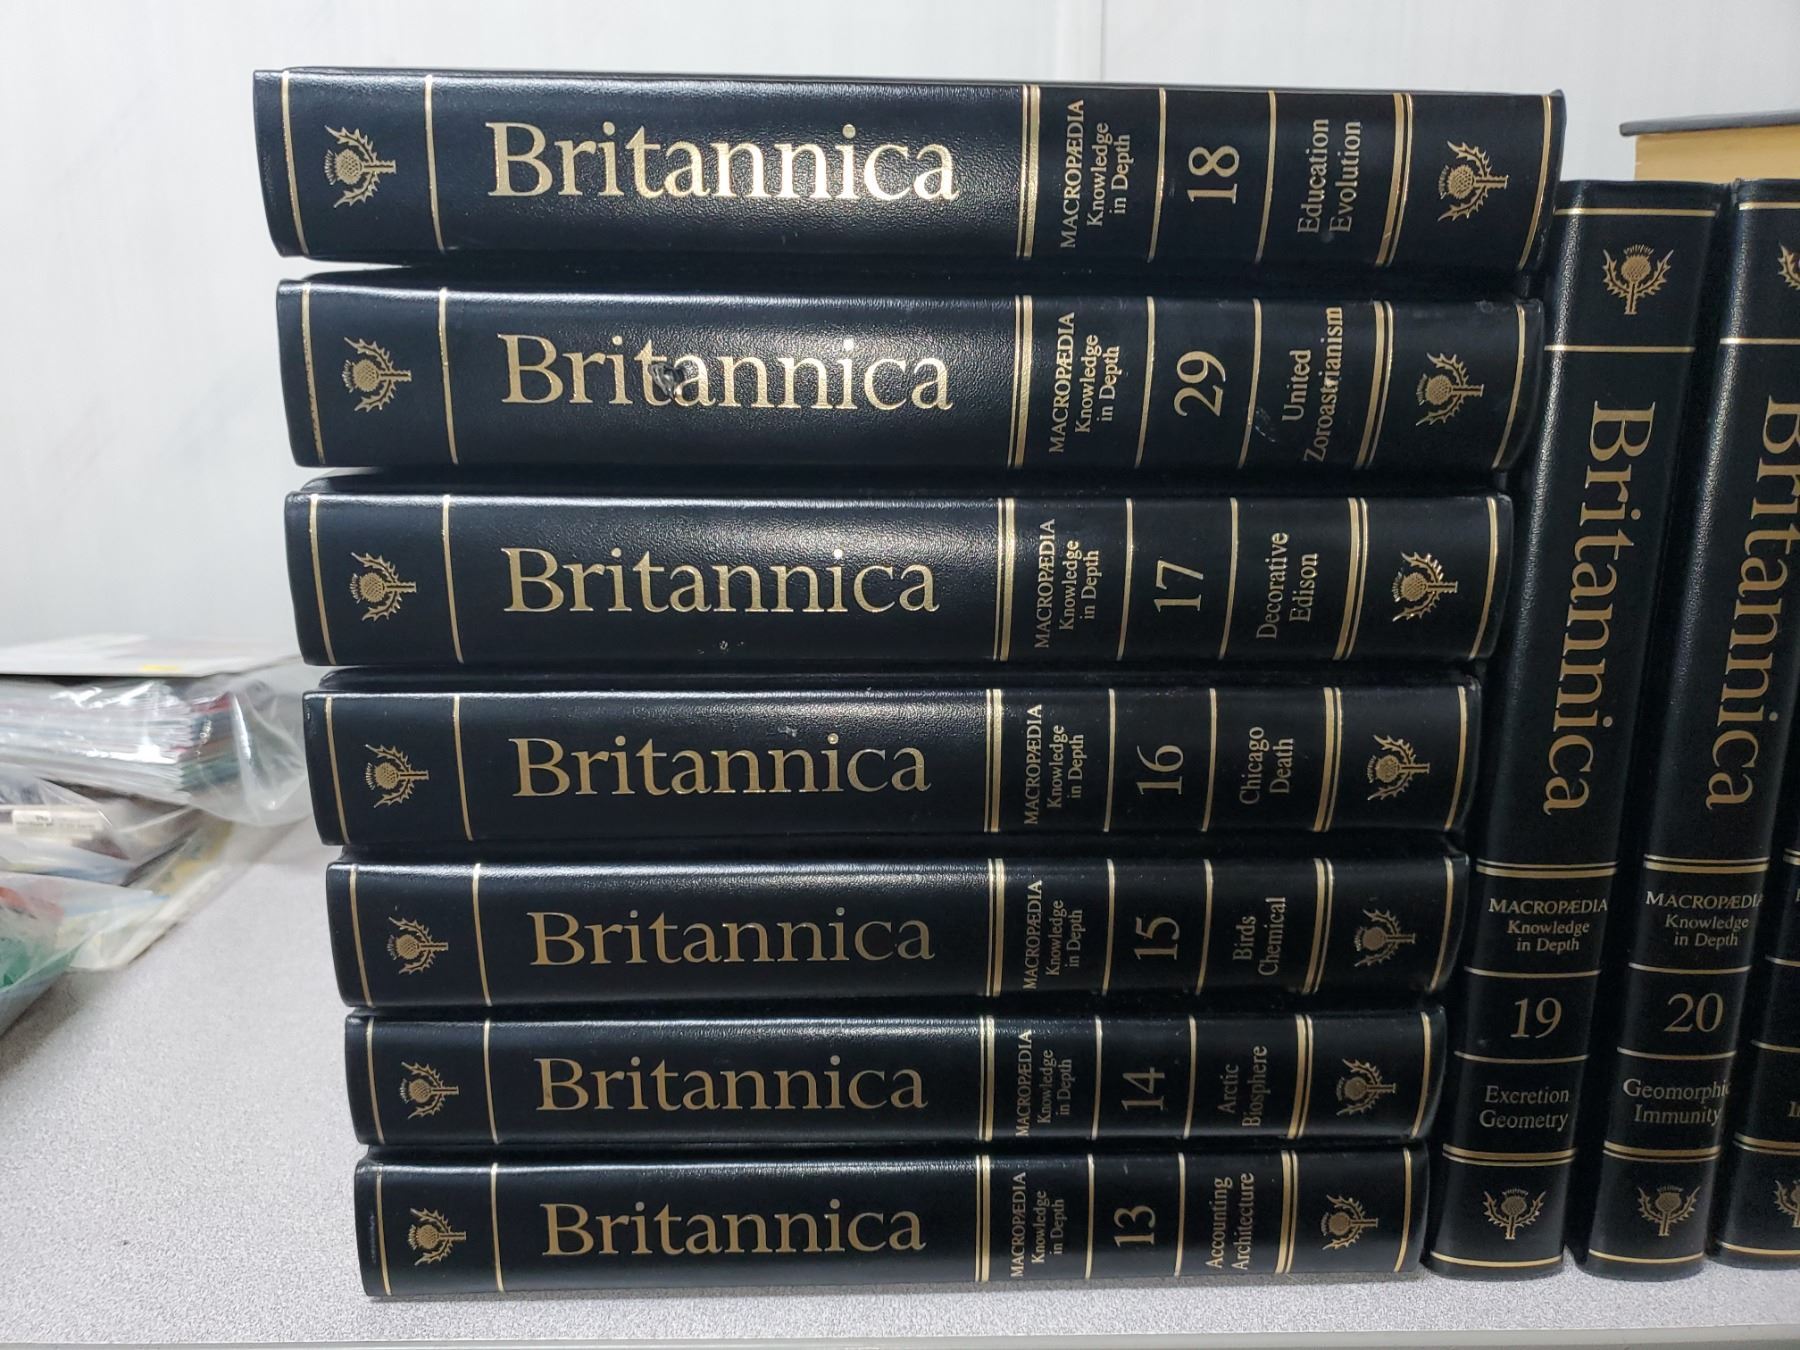 Britannica
MACROPÆDIA
Knowledge
in Depth
18
Education
Evolution
Britannica
MACROPÆDIA
Knowledge
in Depth
29
United
Zoroastrianism
Britannica
MACROPÆDIA
Knowledge
in Depth
17
Decorative
Edison
Britannica
MACROPÆDIA
Knowledge
in Depth
16
Chicago
Death
Britannica
MACROPÆDIA
Knowledge
in Depth
15
Birds
Chemical
Britannica
MACROPÆDIA
Knowledge
in Depth
14
Arctic
Biosphere
Britannica
MACROPÆDIA
Knowledge
in Depth
13
Accounting
Architecture
Britannica
MACROPÆDIA
Knowledge
in Depth
19
Excretion
Geometry
Britannica
MACROPÆDIA
Knowledge
in Depth
20
Geomorphic
Immunity